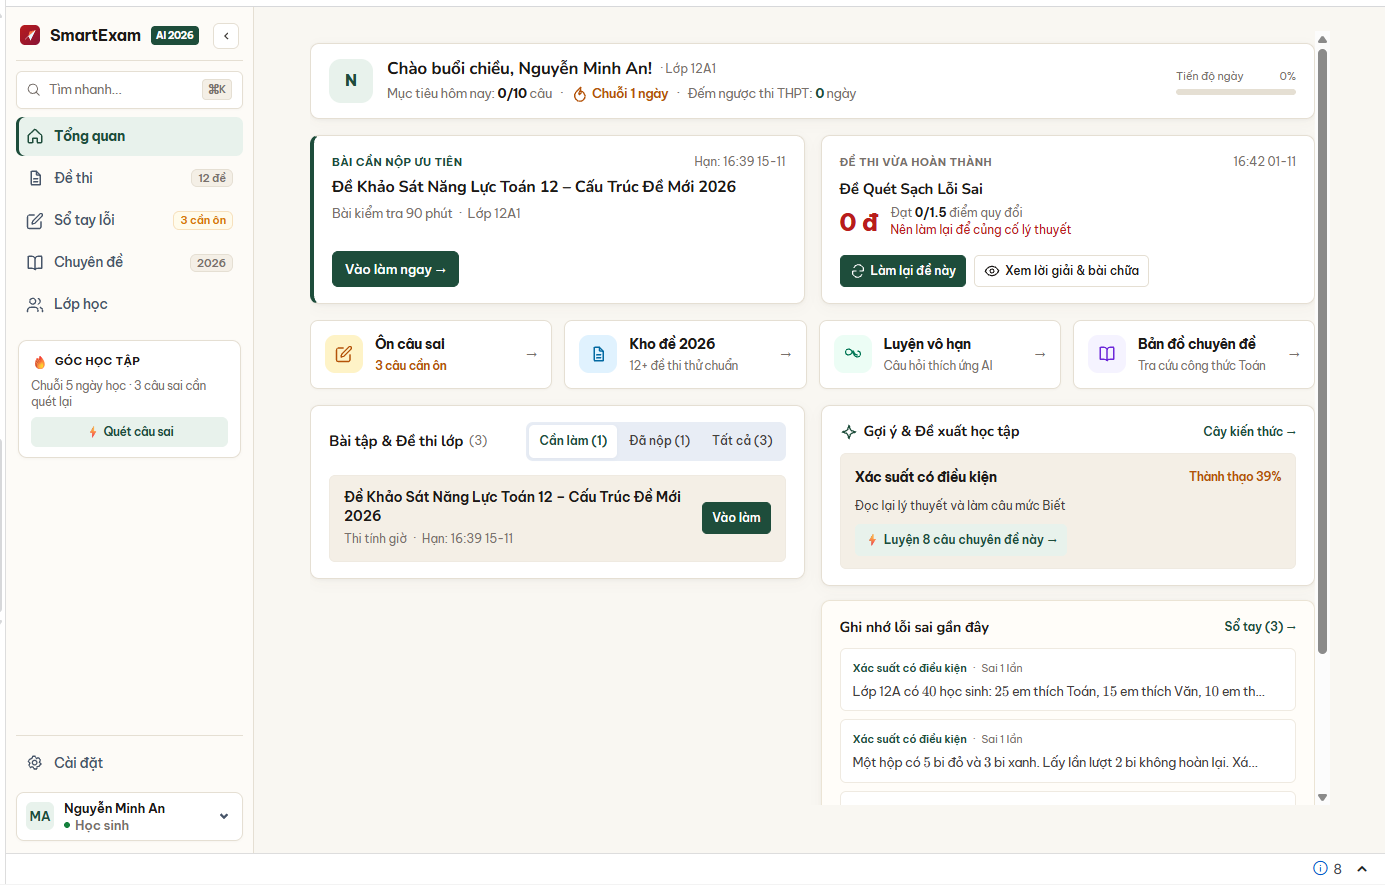 SmartExam AI 2026
Tìm nhanh... ⌘K
Tổng quan
Đề thi 12 đề
Sổ tay lỗi 3 cần ôn
Chuyên đề 2026
Lớp học
GÓC HỌC TẬP
Chuỗi 5 ngày học · 3 câu sai cần
quét lại
Quét câu sai
Cài đặt
MA Nguyễn Minh An
Học sinh
N
Chào buổi chiều, Nguyễn Minh An! · Lớp 12A1
Mục tiêu hôm nay: 0/10 câu · Chuỗi 1 ngày · Đếm ngược thi THPT: 0 ngày
Tiến độ ngày 0%
BÀI CẦN NỘP ƯU TIÊN Hạn: 16:39 15-11
Đề Khảo Sát Năng Lực Toán 12 – Cấu Trúc Đề Mới 2026
Bài kiểm tra 90 phút · Lớp 12A1
Vào làm ngay →
ĐỀ THI VỪA HOÀN THÀNH 16:42 01-11
Đề Quét Sạch Lỗi Sai
0 đ
Đạt 0/1.5 điểm quy đổi
Nên làm lại để củng cố lý thuyết
Làm lại đề này
Xem lời giải & bài chữa
Ôn câu sai
3 câu cần ôn
→
Kho đề 2026
12+ đề thi thử chuẩn
→
Luyện vô hạn
Câu hỏi thích ứng AI
→
Bản đồ chuyên đề
Tra cứu công thức Toán
→
Bài tập & Đề thi lớp (3)
Cần làm (1) Đã nộp (1) Tất cả (3)
Đề Khảo Sát Năng Lực Toán 12 – Cấu Trúc Đề Mới
2026
Thi tính giờ · Hạn: 16:39 15-11
Vào làm
Gợi ý & Đề xuất học tập Cây kiến thức →
Xác suất có điều kiện Thành thạo 39%
Đọc lại lý thuyết và làm câu mức Biết
Luyện 8 câu chuyên đề này →
Ghi nhớ lỗi sai gần đây Sổ tay (3) →
Xác suất có điều kiện · Sai 1 lần
Lớp 12A có 40 học sinh: 25 em thích Toán, 15 em thích Văn, 10 em th...
Xác suất có điều kiện · Sai 1 lần
Một hộp có 5 bi đỏ và 3 bi xanh. Lấy lần lượt 2 bi không hoàn lại. Xá...
8